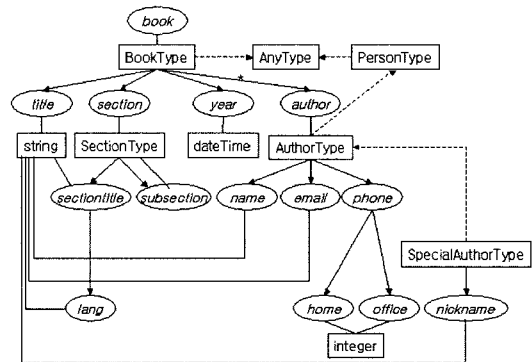 book
BookType AnyType PersonType
title section year author
*
string SectionType dateTime AuthorType
sectiontitle subsection name email phone
SpecialAuthorType
lang home office nickname
integer